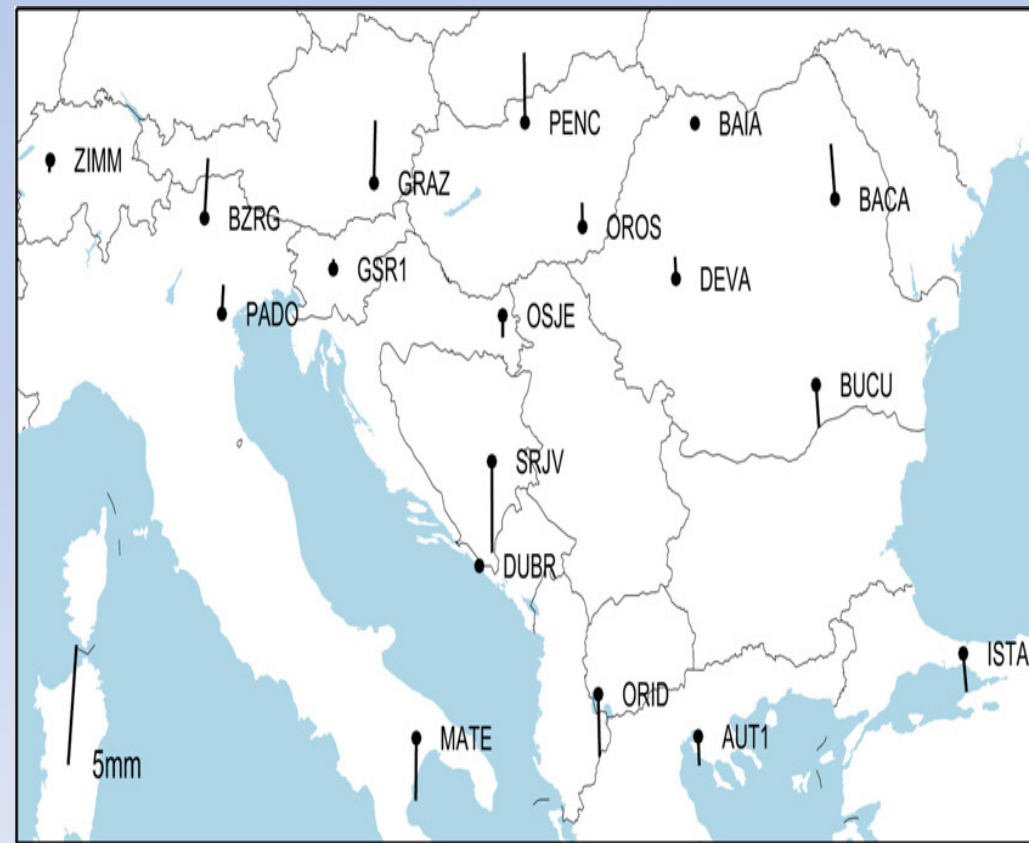 PENC
BAIA
ZIMM
GRAZ
BACA
BZRG
OROS
GSR1
DEVA
PADO
OSJE
BUCU
SRJV
DUBR
ISTA
ORID
MATE
AUT1
5mm